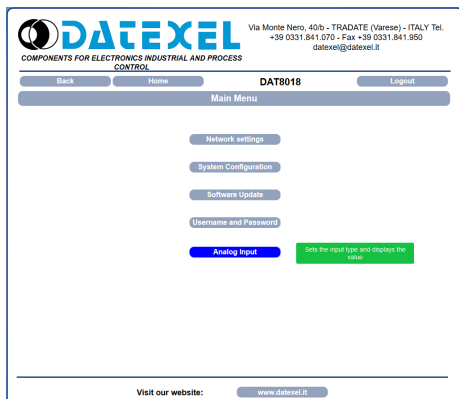 DATEXEL
COMPONENTS FOR ELECTRONICS INDUSTRIAL AND PROCESS
CONTROL
Via Monte Nero, 40/b - TRADATE (Varese) - ITALY Tel.
+39 0331.841.070 - Fax +39 0331.841.950
datexel@datexel.it
Back Home DAT8018 Logout
Main Menu
Network settings
System Configuration
Software Update
Username and Password
Analog Input
Sets the input type and displays the
value
Visit our website: www.datexel.it